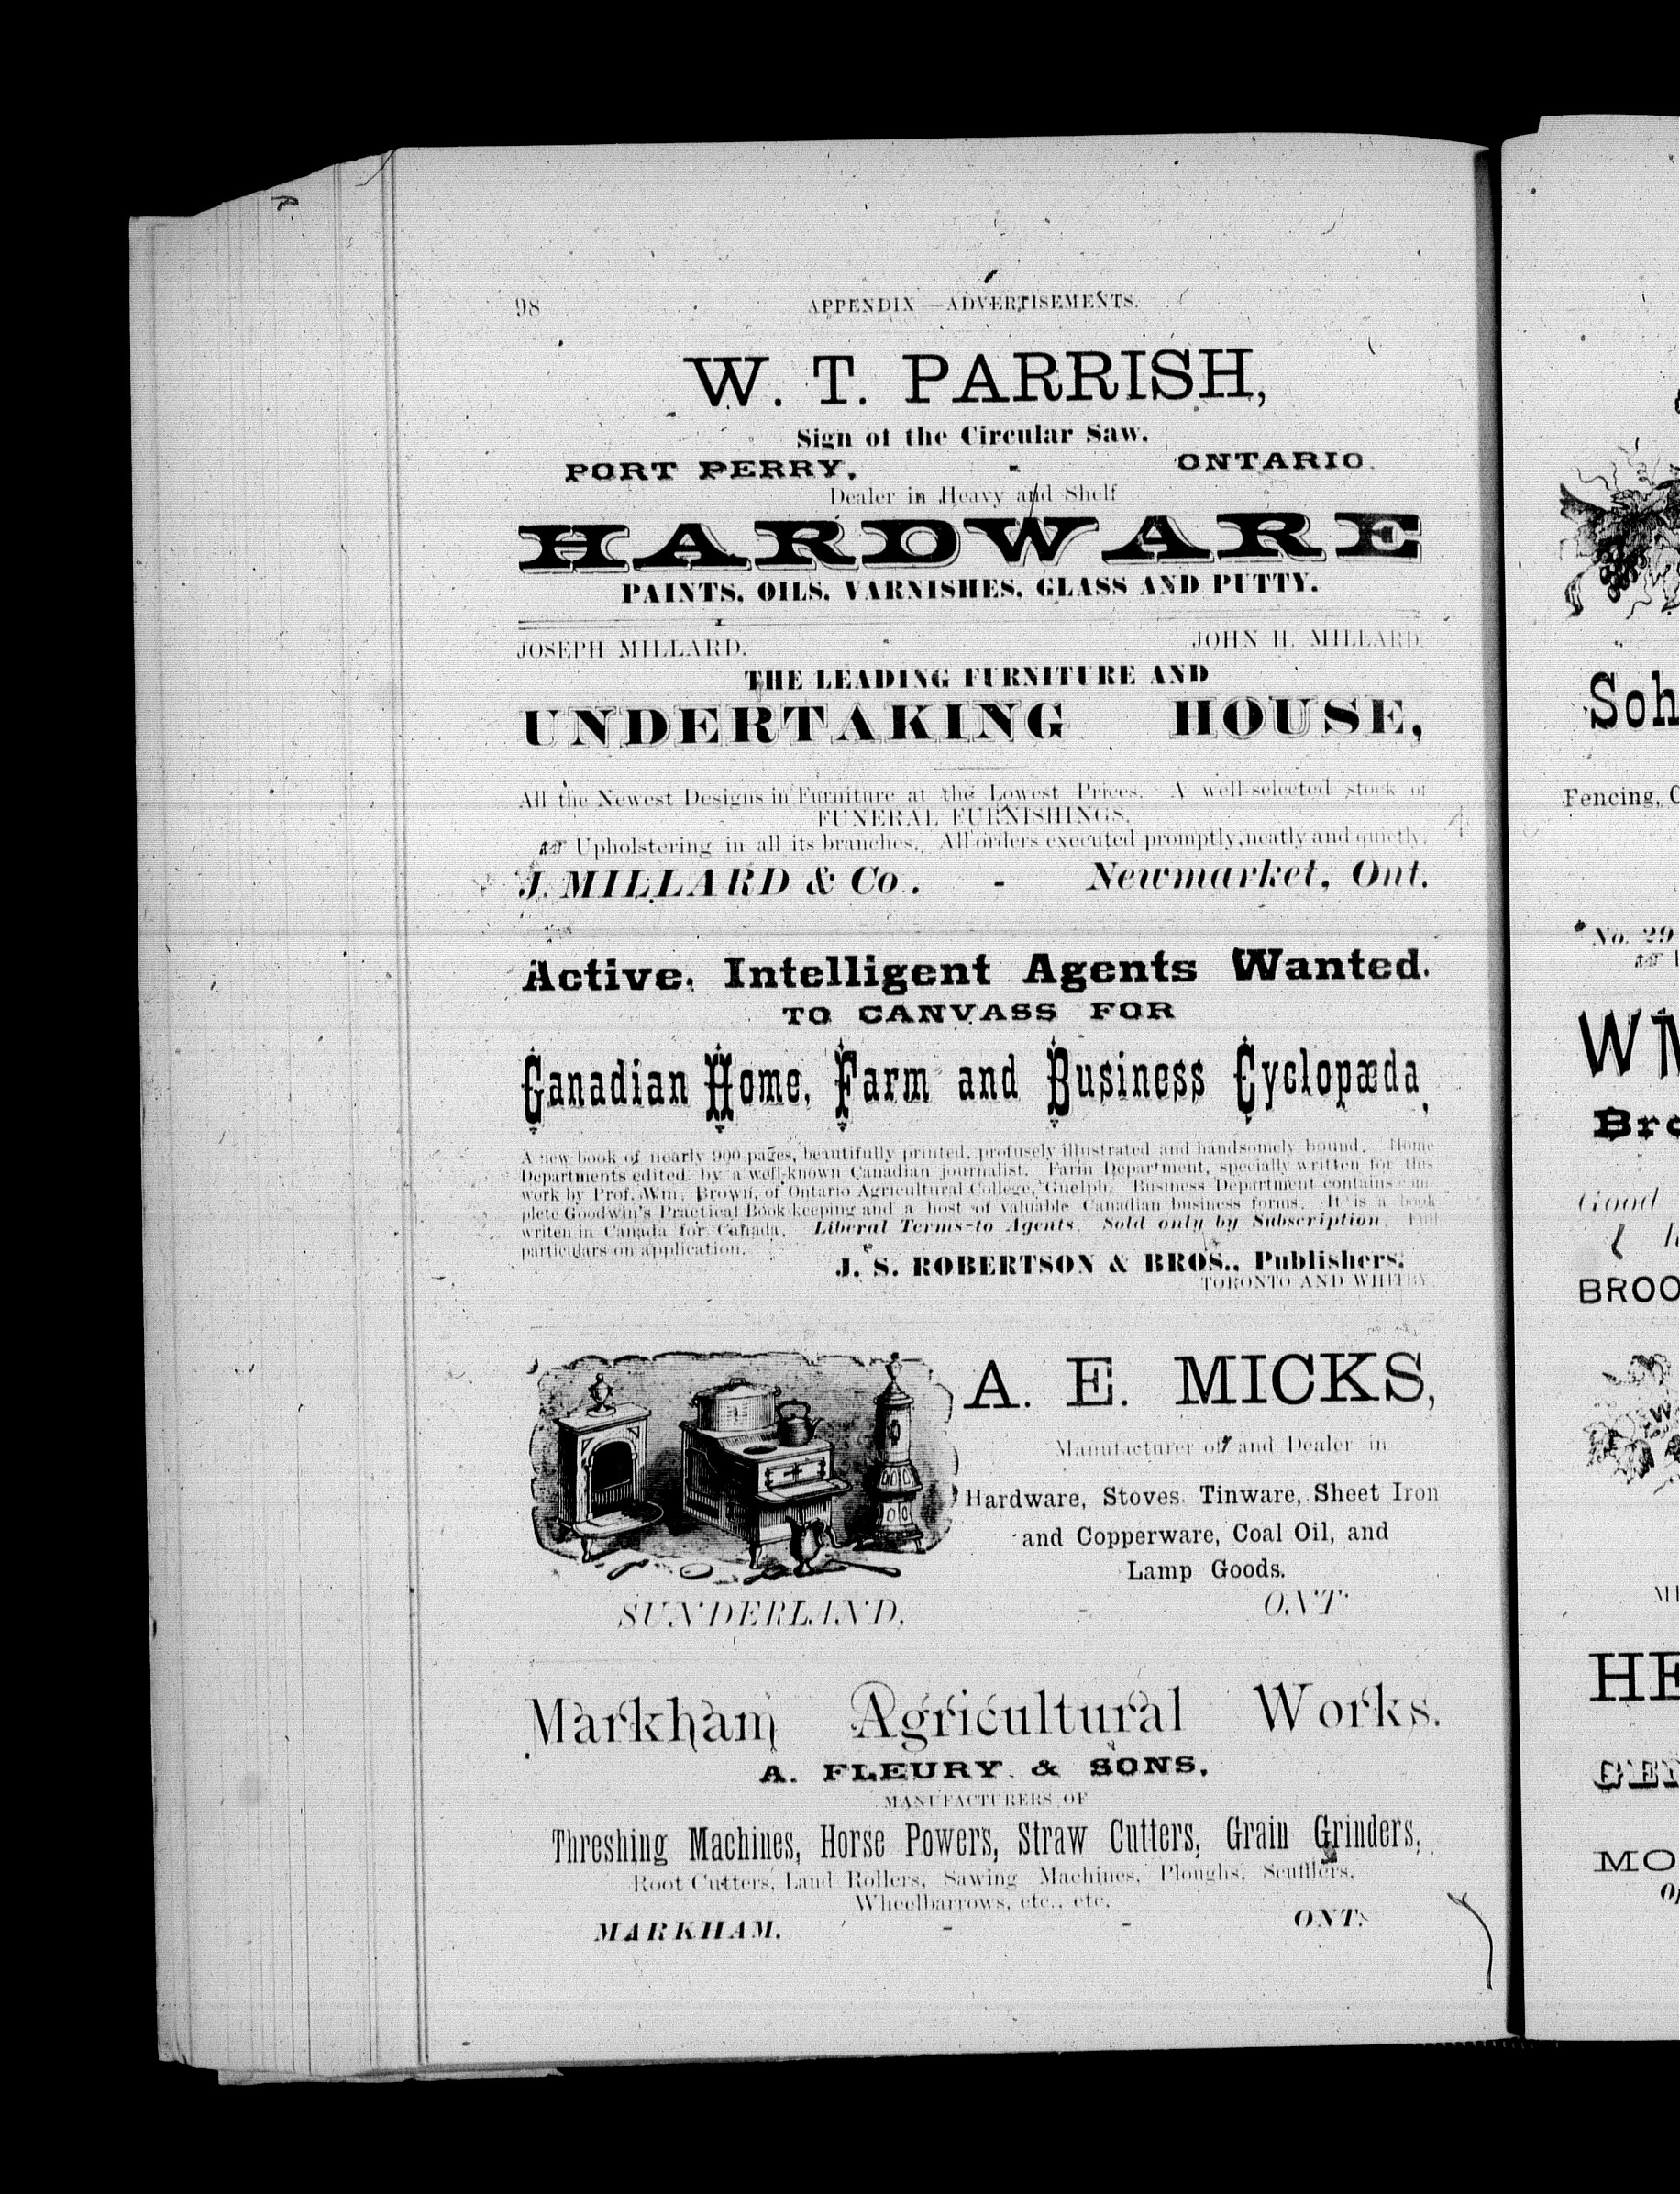 98 APPENDIX—ADVERTISEMENTS.
W. T. PARRISH,
Sign of the Circular Saw.
PORT PERRY, - ONTARIO.
Dealer in Heavy and Shelf
HARDWARE
PAINTS, OILS, VARNISHES, GLASS AND PUTTY.
JOSEPH MILLARD. JOHN H. MILLARD.
THE LEADING FURNITURE AND
UNDERTAKING HOUSE,
All the Newest Designs in Furniture at the Lowest Prices. A well-selected stock of
FUNERAL FURNISHINGS.
Upholstering in all its branches. All orders executed promptly, neatly and quietly.
J. MILLARD & Co., - Newmarket, Ont.
Active, Intelligent Agents Wanted.
TO CANVASS FOR
Canadian Home, Farm and Business Cyclopæda,
A new book of nearly 900 pages, beautifully printed, profusely illustrated and handsomely bound. Home
Departments edited by a well-known Canadian journalist. Farm Department, specially written for this
work by Prof. Wm. Brown, of Ontario Agricultural College, Guelph. Business Department contains com-
plete Goodwin's Practical Book-keeping and a host of valuable Canadian business forms. It is a book
writen in Canada for Canada. Liberal Terms to Agents. Sold only by Subscription. Full
particulars on application.
J. S. ROBERTSON & BROS., Publishers.
TORONTO AND WHITBY.
A. E. MICKS,
Manufacturer of and Dealer in
Hardware, Stoves, Tinware, Sheet Iron
and Copperware, Coal Oil, and
Lamp Goods.
SUNDERLAND, - ONT.
Markham Agricultural Works.
A. FLEURY & SONS,
MANUFACTURERS OF
Threshing Machines, Horse Powers, Straw Cutters, Grain Grinders,
Root Cutters, Land Rollers, Sawing Machines, Ploughs, Scufflers,
Wheelbarrows, etc., etc.
MARKHAM, - - ONT.
Soh
Fencing,
No. 29
WM
Bro
Good
BROO
HE
GEN
MO